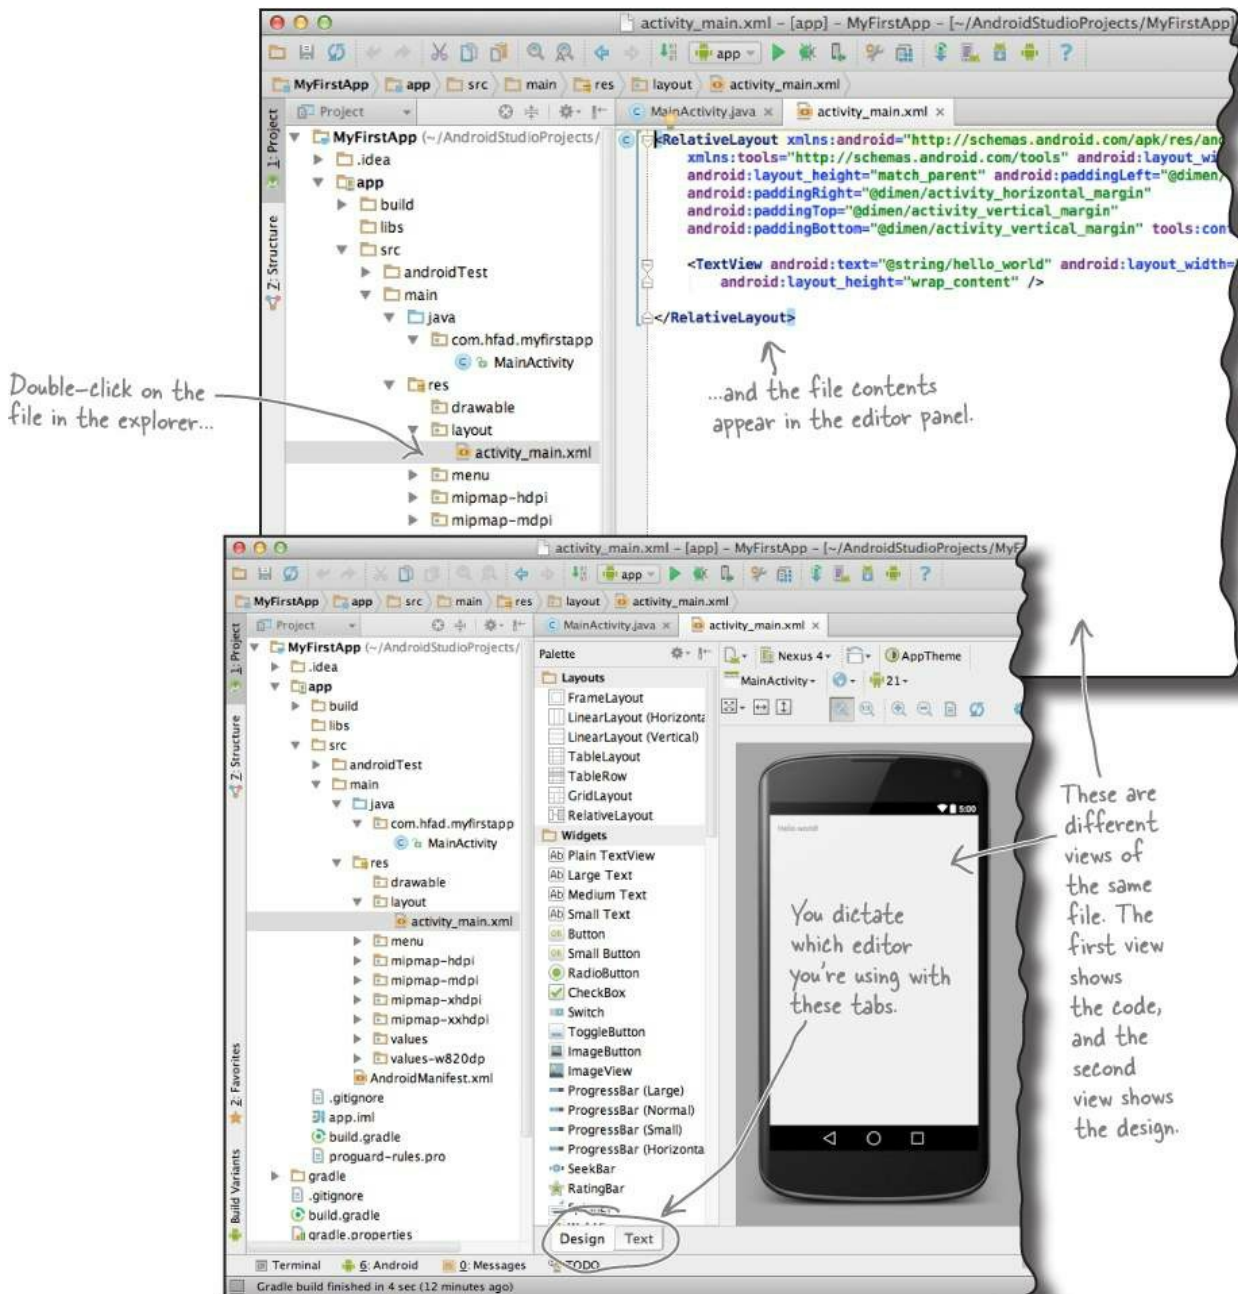 activity_main.xml – [app] – MyFirstApp – [~/AndroidStudioProjects/MyFirstApp]
app
?
MyFirstApp app src main res layout activity_main.xml
1: Project
Z: Structure
Project
MyFirstApp (~/AndroidStudioProjects/
.idea
app
build
libs
src
androidTest
main
java
com.hfad.myfirstapp
MainActivity
res
drawable
layout
activity_main.xml
menu
mipmap-hdpi
mipmap-mdpi
MainActivity.java activity_main.xml
<RelativeLayout xmlns:android="http://schemas.android.com/apk/res/and
xmlns:tools="http://schemas.android.com/tools" android:layout_wi
android:layout_height="match_parent" android:paddingLeft="@dimen/
android:paddingRight="@dimen/activity_horizontal_margin"
android:paddingTop="@dimen/activity_vertical_margin"
android:paddingBottom="@dimen/activity_vertical_margin" tools:con
<TextView android:text="@string/hello_world" android:layout_width=
android:layout_height="wrap_content" />
</RelativeLayout>
Double-click on the
file in the explorer...
...and the file contents
appear in the editor panel.
activity_main.xml – [app] – MyFirstApp – [~/AndroidStudioProjects/MyF
app
?
MyFirstApp app src main res layout activity_main.xml
1: Project
Z: Structure
2: Favorites
Build Variants
Project
MyFirstApp (~/AndroidStudioProjects/
.idea
app
build
libs
src
androidTest
main
java
com.hfad.myfirstapp
MainActivity
res
drawable
layout
activity_main.xml
menu
mipmap-hdpi
mipmap-mdpi
mipmap-xhdpi
mipmap-xxhdpi
values
values-w820dp
AndroidManifest.xml
.gitignore
app.iml
build.gradle
proguard-rules.pro
gradle
.gitignore
build.gradle
gradle.properties
MainActivity.java activity_main.xml
Palette
Layouts
FrameLayout
LinearLayout (Horizonta
LinearLayout (Vertical)
TableLayout
TableRow
GridLayout
RelativeLayout
Widgets
Ab Plain TextView
Ab Large Text
Ab Medium Text
Ab Small Text
OK Button
OK Small Button
RadioButton
CheckBox
Switch
ToggleButton
ImageButton
ImageView
ProgressBar (Large)
ProgressBar (Normal)
ProgressBar (Small)
ProgressBar (Horizonta
SeekBar
RatingBar
Design Text
Nexus 4 AppTheme
MainActivity 21
5:00
Hello world!
You dictate
which editor
you're using with
these tabs.
These are
different
views of
the same
file. The
first view
shows
the code,
and the
second
view shows
the design.
Terminal 6: Android 0: Messages TODO
Gradle build finished in 4 sec (12 minutes ago)